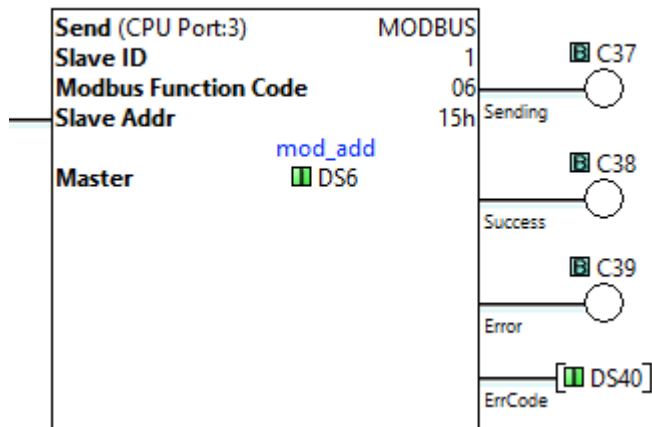 Send (CPU Port:3) MODBUS
Slave ID 1
Modbus Function Code 06
Slave Addr 15h
mod_add
Master DS6
C37
Sending
C38
Success
C39
Error
DS40
ErrCode